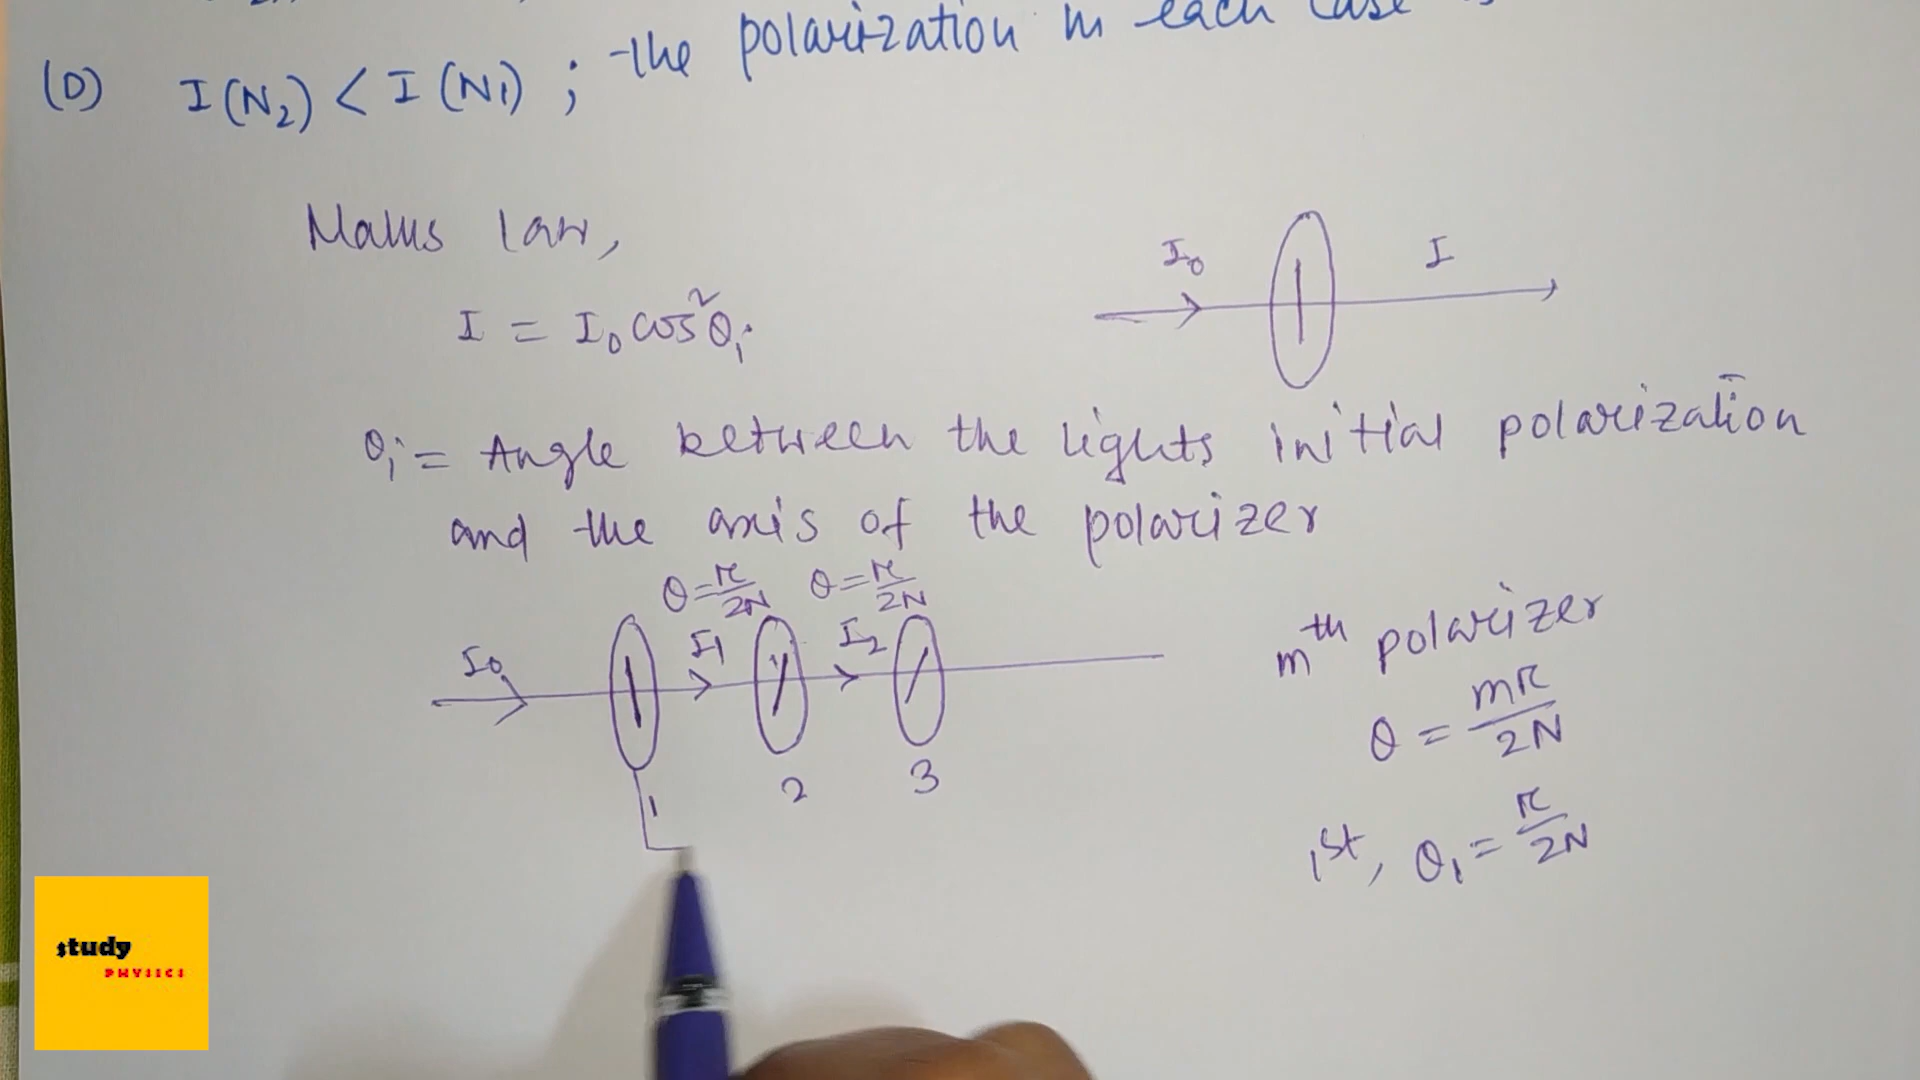 the polarization in each case
(D) I(N₂) < I(N1) ;
Malus law,
I₀ I
I = I₀ cos²θᵢ
θᵢ = Angle between the lights initial polarization
and the axis of the polarizer
θ=π/2N θ=π/2N
I₀ I1 I₂
mth polarizer
θ = mπ/2N
1 2 3
1st, θ₁ = π/2N
study
PHYSICS